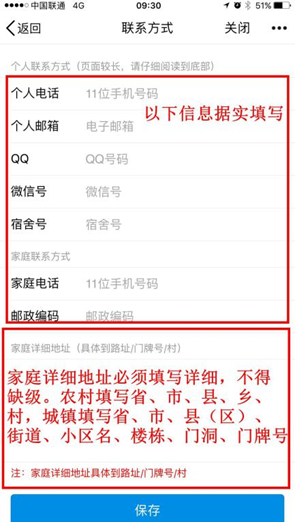 中国联通 4G 09:30 51%
返回 联系方式 关闭
个人联系方式（页面较长，请仔细阅读到底部）
个人电话 11位手机号码
以下信息据实填写
个人邮箱 电子邮箱
QQ QQ号码
微信号 微信号
宿舍号 宿舍号
家庭联系方式
家庭电话 11位手机号码
邮政编码 邮政编码
家庭详细地址（具体到路址/门牌号/村）
家庭详细地址必须填写详细，不得
缺级。农村填写省、市、县、乡、
村，城镇填写省、市、县（区）、
街道、小区名、楼栋、门洞、门牌号
注：家庭详细地址具体到路址/门牌号/村
保存